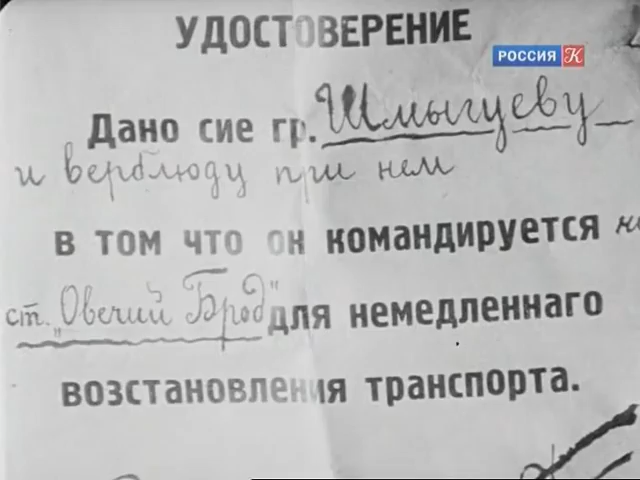 УДОСТОВЕРЕНИЕ
РОССИЯ К
Дано сие гр. Шмыгуеву
и верблюду при нем
в том что он командируется на
ст. "Овечий Брод" для немедленнаго
возстановления транспорта.